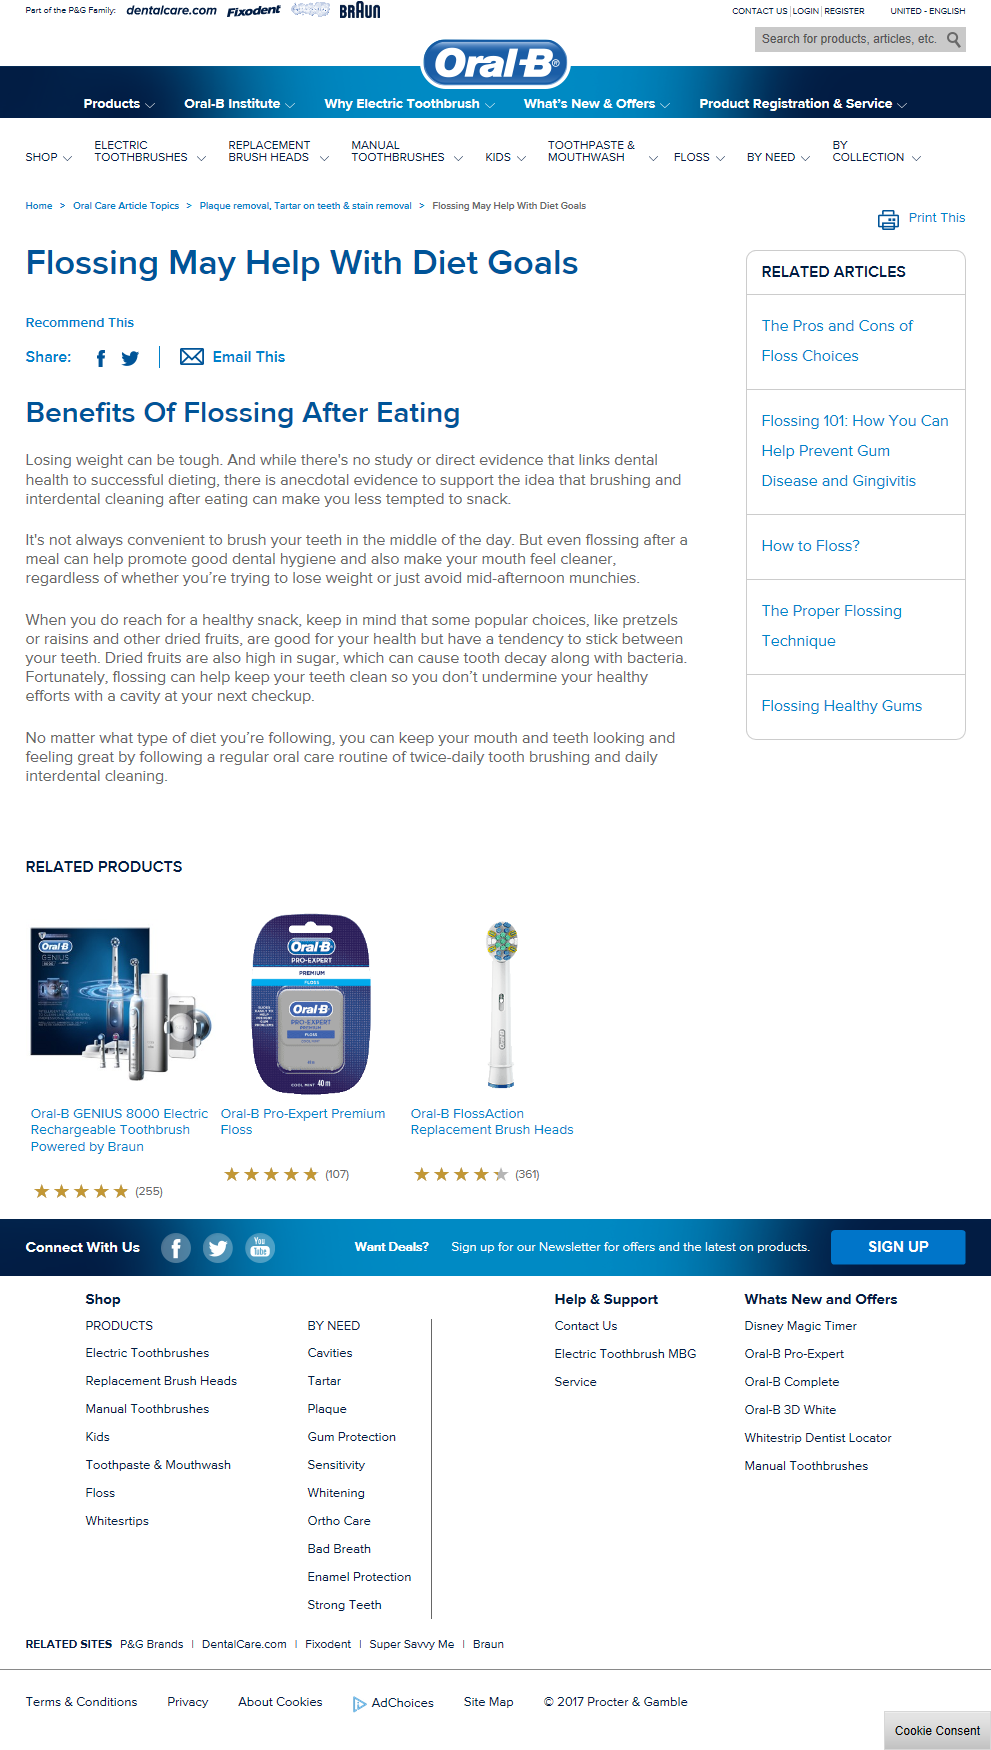 Part of the P&G Family: dentalcare.com Fixodent BRAUN
CONTACT US | LOGIN | REGISTER UNITED - ENGLISH
Search for products, articles, etc.
Oral-B®
Products Oral-B Institute Why Electric Toothbrush What's New & Offers Product Registration & Service
SHOP ELECTRIC TOOTHBRUSHES REPLACEMENT BRUSH HEADS MANUAL TOOTHBRUSHES KIDS TOOTHPASTE & MOUTHWASH FLOSS BY NEED BY COLLECTION
Home > Oral Care Article Topics > Plaque removal, Tartar on teeth & stain removal > Flossing May Help With Diet Goals
Print This
Flossing May Help With Diet Goals
Recommend This
Share: Email This
Benefits Of Flossing After Eating
Losing weight can be tough. And while there's no study or direct evidence that links dental
health to successful dieting, there is anecdotal evidence to support the idea that brushing and
interdental cleaning after eating can make you less tempted to snack.
It's not always convenient to brush your teeth in the middle of the day. But even flossing after a
meal can help promote good dental hygiene and also make your mouth feel cleaner,
regardless of whether you're trying to lose weight or just avoid mid-afternoon munchies.
When you do reach for a healthy snack, keep in mind that some popular choices, like pretzels
or raisins and other dried fruits, are good for your health but have a tendency to stick between
your teeth. Dried fruits are also high in sugar, which can cause tooth decay along with bacteria.
Fortunately, flossing can help keep your teeth clean so you don't undermine your healthy
efforts with a cavity at your next checkup.
No matter what type of diet you're following, you can keep your mouth and teeth looking and
feeling great by following a regular oral care routine of twice-daily tooth brushing and daily
interdental cleaning.
RELATED ARTICLES
The Pros and Cons of
Floss Choices
Flossing 101: How You Can
Help Prevent Gum
Disease and Gingivitis
How to Floss?
The Proper Flossing
Technique
Flossing Healthy Gums
RELATED PRODUCTS
Oral-B
GENIUS
Oral-B
PRO-EXPERT
PREMIUM
FLOSS
Oral-B
PRO-EXPERT
PREMIUM
FLOSS
COOL MINT 40m
Oral-B GENIUS 8000 Electric
Rechargeable Toothbrush
Powered by Braun
(255)
Oral-B Pro-Expert Premium
Floss
(107)
Oral-B FlossAction
Replacement Brush Heads
(361)
Connect With Us You Tube Want Deals? Sign up for our Newsletter for offers and the latest on products. SIGN UP
Shop
PRODUCTS
Electric Toothbrushes
Replacement Brush Heads
Manual Toothbrushes
Kids
Toothpaste & Mouthwash
Floss
Whitesrtips
BY NEED
Cavities
Tartar
Plaque
Gum Protection
Sensitivity
Whitening
Ortho Care
Bad Breath
Enamel Protection
Strong Teeth
Help & Support
Contact Us
Electric Toothbrush MBG
Service
Whats New and Offers
Disney Magic Timer
Oral-B Pro-Expert
Oral-B Complete
Oral-B 3D White
Whitestrip Dentist Locator
Manual Toothbrushes
RELATED SITES P&G Brands | DentalCare.com | Fixodent | Super Savvy Me | Braun
Terms & Conditions Privacy About Cookies AdChoices Site Map © 2017 Procter & Gamble
Cookie Consent